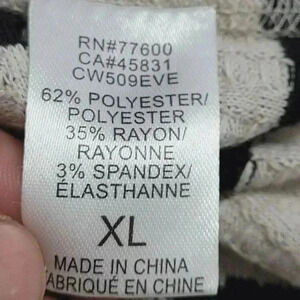 RN#77600
CA#45831
CW509EVE
62% POLYESTER/
POLYESTER
35% RAYON/
RAYONNE
3% SPANDEX/
ÉLASTHANNE
XL
MADE IN CHINA
FABRIQUÉ EN CHINE